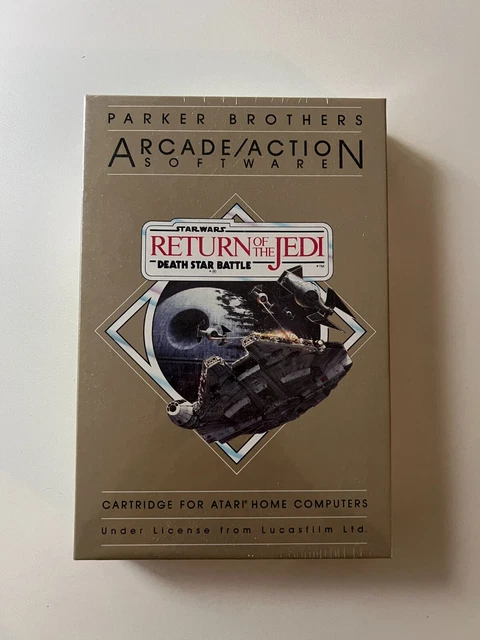 PARKER BROTHERS
ARCADE/ACTION
SOFTWARE
STAR WARS
RETURN OF THE JEDI
DEATH STAR BATTLE
CARTRIDGE FOR ATARI® HOME COMPUTERS
Under License from Lucasfilm Ltd.